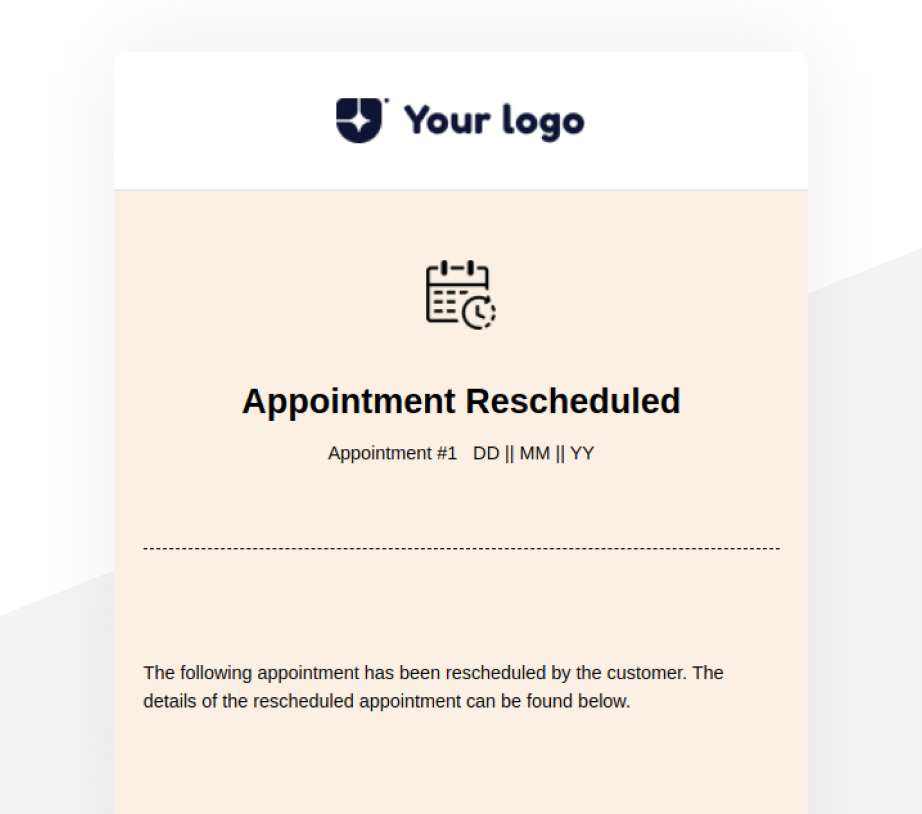 Your logo
Appointment Rescheduled
Appointment #1 DD || MM || YY
The following appointment has been rescheduled by the customer. The
details of the rescheduled appointment can be found below.